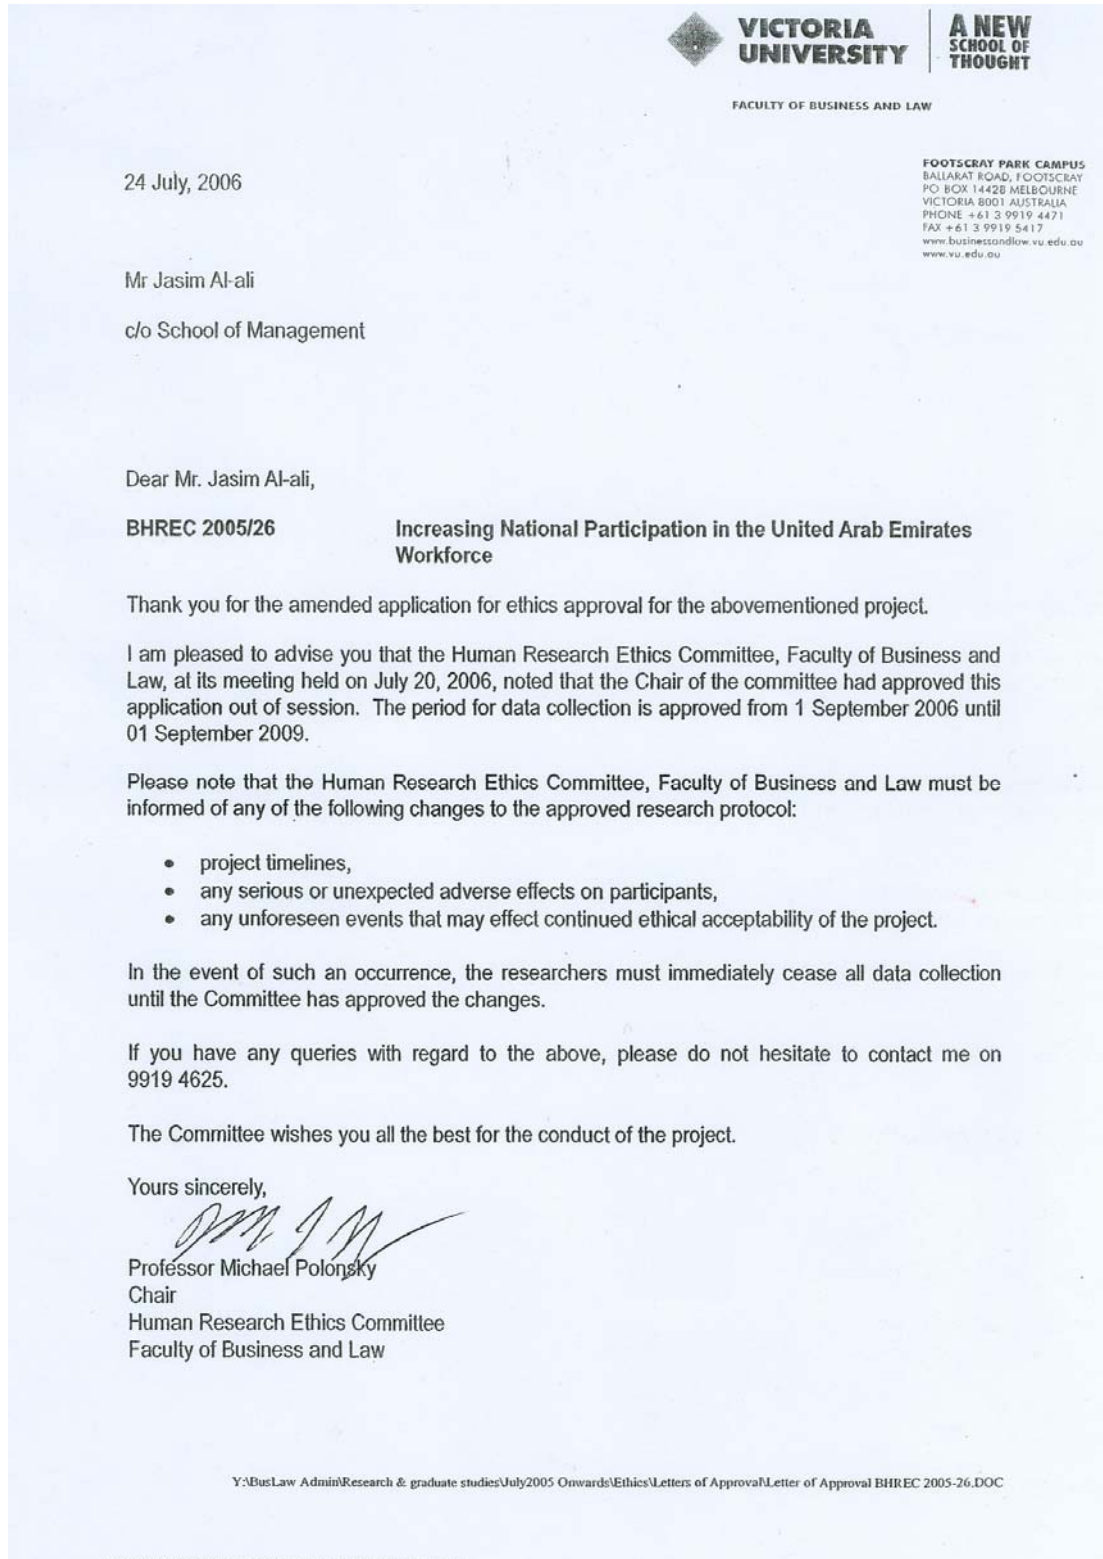 VICTORIA UNIVERSITY
A NEW SCHOOL OF THOUGHT
FACULTY OF BUSINESS AND LAW
FOOTSCRAY PARK CAMPUS
BALLARAT ROAD, FOOTSCRAY
PO BOX 14428 MELBOURNE
VICTORIA 8001 AUSTRALIA
PHONE +61 3 9919 4471
FAX +61 3 9919 5417
www.businessandlaw.vu.edu.au
www.vu.edu.au
24 July, 2006
Mr Jasim Al-ali
c/o School of Management
Dear Mr. Jasim Al-ali,
BHREC 2005/26 Increasing National Participation in the United Arab Emirates
Workforce
Thank you for the amended application for ethics approval for the abovementioned project.
I am pleased to advise you that the Human Research Ethics Committee, Faculty of Business and
Law, at its meeting held on July 20, 2006, noted that the Chair of the committee had approved this
application out of session. The period for data collection is approved from 1 September 2006 until
01 September 2009.
Please note that the Human Research Ethics Committee, Faculty of Business and Law must be
informed of any of the following changes to the approved research protocol:
• project timelines,
• any serious or unexpected adverse effects on participants,
• any unforeseen events that may effect continued ethical acceptability of the project.
In the event of such an occurrence, the researchers must immediately cease all data collection
until the Committee has approved the changes.
If you have any queries with regard to the above, please do not hesitate to contact me on
9919 4625.
The Committee wishes you all the best for the conduct of the project.
Yours sincerely,
Professor Michael Polonsky
Chair
Human Research Ethics Committee
Faculty of Business and Law
Y:\BusLaw Admin\Research & graduate studies\July2005 Onwards\Ethics\Letters of Approval\Letter of Approval BHREC 2005-26.DOC